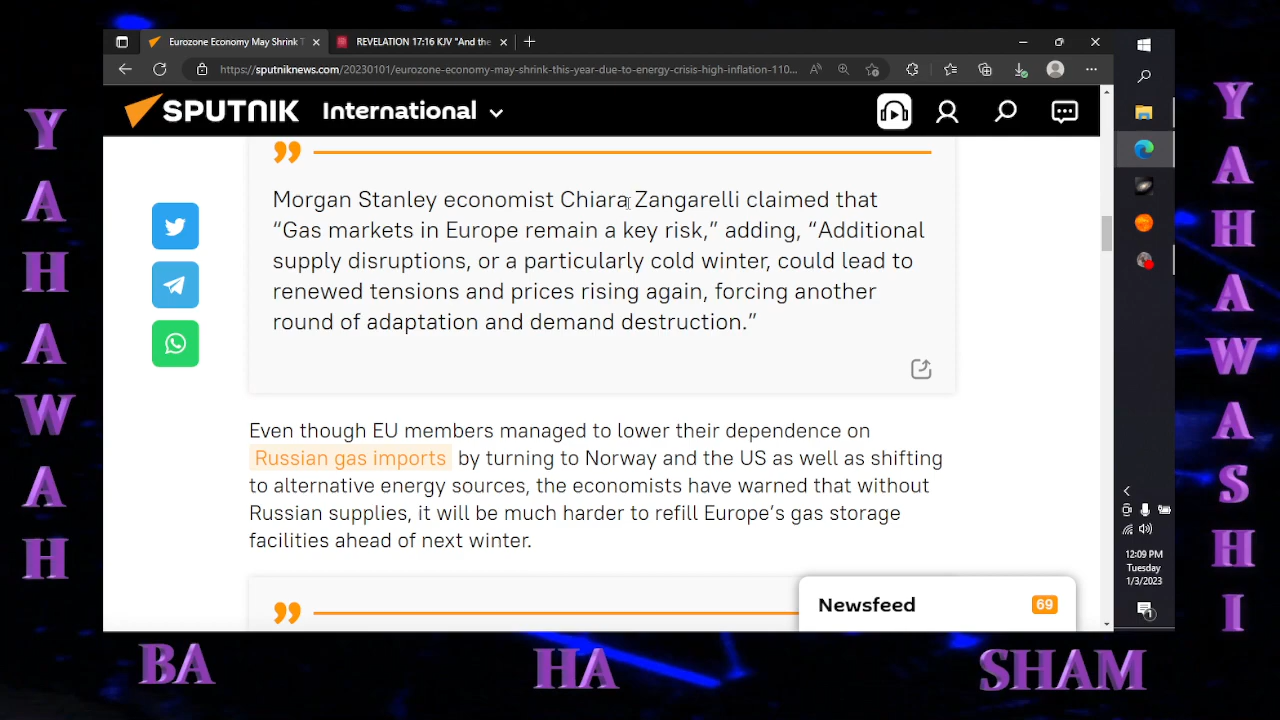 Eurozone Economy May Shrink T
REVELATION 17:16 KJV "And the
https://sputniknews.com/20230101/eurozone-economy-may-shrink-this-year-due-to-energy-crisis-high-inflation-110...
SPUTNIK International
Morgan Stanley economist Chiara Zangarelli claimed that
“Gas markets in Europe remain a key risk,” adding, “Additional
supply disruptions, or a particularly cold winter, could lead to
renewed tensions and prices rising again, forcing another
round of adaptation and demand destruction.”
Even though EU members managed to lower their dependence on
Russian gas imports by turning to Norway and the US as well as shifting
to alternative energy sources, the economists have warned that without
Russian supplies, it will be much harder to refill Europe’s gas storage
facilities ahead of next winter.
Newsfeed 69
12:09 PM
Tuesday
1/3/2023
1
YAHAWAH
YAHAWASHI
BA HA SHAM